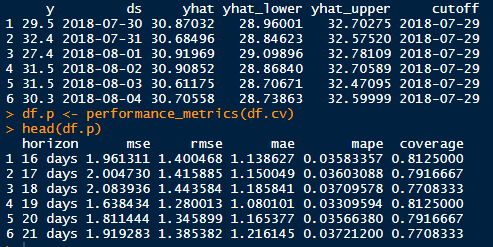 y ds yhat yhat_lower yhat_upper cutoff
1 29.5 2018-07-30 30.87032 28.96001 32.70275 2018-07-29
2 32.4 2018-07-31 30.68496 28.84623 32.57520 2018-07-29
3 27.4 2018-08-01 30.91969 29.09896 32.78109 2018-07-29
4 31.5 2018-08-02 30.90852 28.86840 32.70589 2018-07-29
5 31.5 2018-08-03 30.61175 28.70671 32.47095 2018-07-29
6 30.3 2018-08-04 30.70558 28.73863 32.59999 2018-07-29
> df.p <- performance_metrics(df.cv)
> head(df.p)
horizon mse rmse mae mape coverage
1 16 days 1.961311 1.400468 1.138627 0.03583357 0.8125000
2 17 days 2.004730 1.415885 1.150049 0.03603088 0.7916667
3 18 days 2.083936 1.443584 1.185841 0.03709578 0.7708333
4 19 days 1.638434 1.280013 1.080101 0.03309594 0.8125000
5 20 days 1.811444 1.345899 1.165377 0.03566380 0.7916667
6 21 days 1.919283 1.385382 1.216145 0.03721200 0.7708333